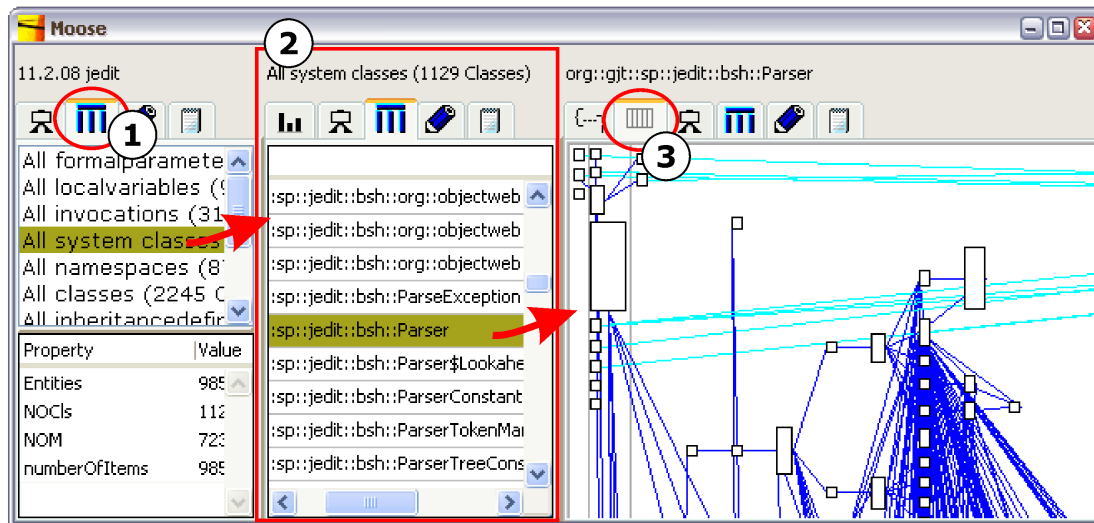 Moose
2
11.2.08 jedit
All system classes (1129 Classes)
org::gjt::sp::jedit::bsh::Parser
1
3
All formalparamete
All localvariables (9
All invocations (31
All system classes
All namespaces (87
All classes (2245 C
All inheritancedefir
Property Value
Entities 985
NOCls 112
NOM 723
numberOfItems 985
:sp::jedit::bsh::org::objectweb
:sp::jedit::bsh::org::objectweb
:sp::jedit::bsh::org::objectweb
:sp::jedit::bsh::ParseException
:sp::jedit::bsh::Parser
:sp::jedit::bsh::Parser$Lookahe
:sp::jedit::bsh::ParserConstant
:sp::jedit::bsh::ParserTokenMar
:sp::jedit::bsh::ParserTreeCons